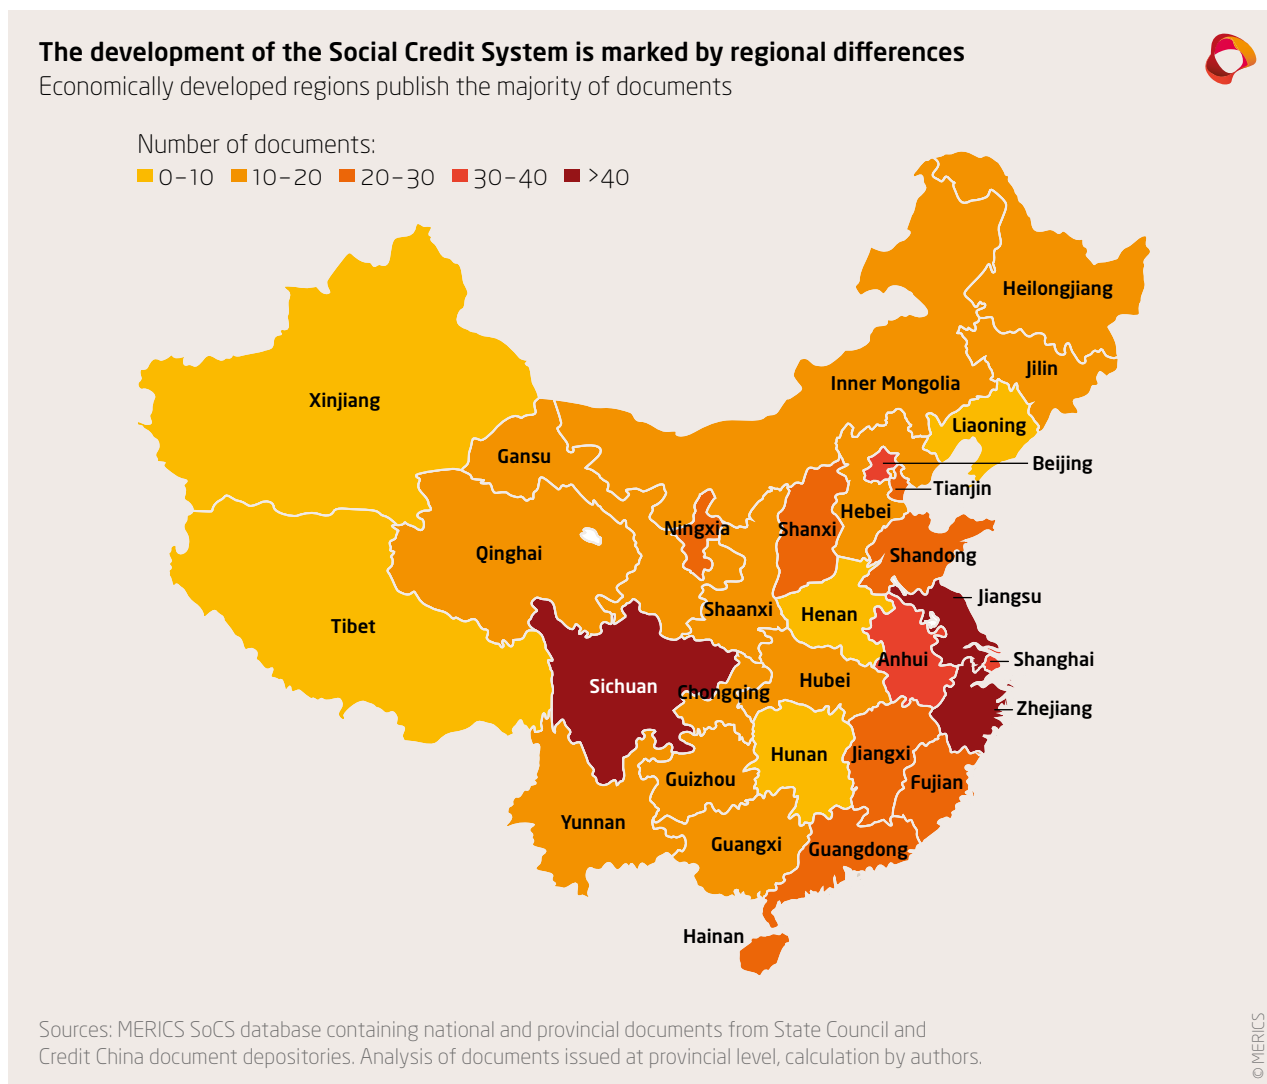 The development of the Social Credit System is marked by regional differences
Economically developed regions publish the majority of documents
Number of documents:
0–10 10–20 20–30 30–40 >40
Heilongjiang
Jilin
Inner Mongolia
Xinjiang
Liaoning
Gansu
Beijing
Tianjin
Hebei
Ningxia
Shanxi
Qinghai
Shandong
Jiangsu
Shaanxi
Henan
Tibet
Anhui
Shanghai
Hubei
Sichuan
Chongqing
Zhejiang
Hunan
Jiangxi
Guizhou
Fujian
Yunnan
Guangxi
Guangdong
Hainan
Sources: MERICS SoCS database containing national and provincial documents from State Council and
Credit China document depositories. Analysis of documents issued at provincial level, calculation by authors.
© MERICS